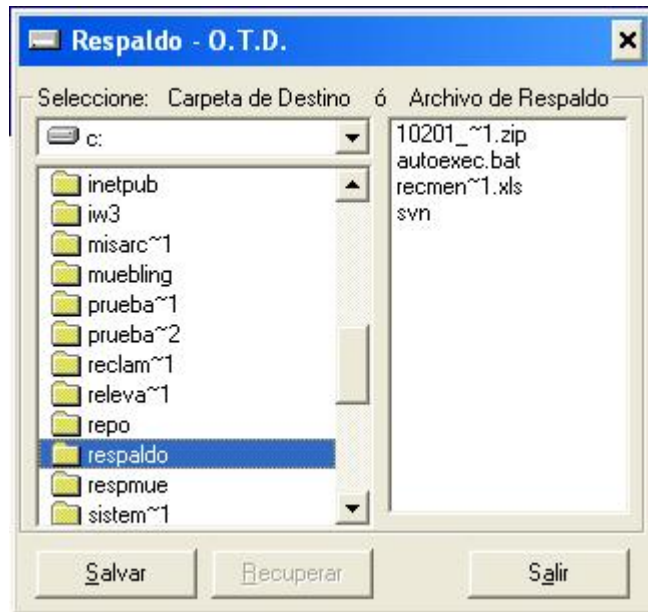 Respaldo - O.T.D.
Seleccione: Carpeta de Destino ó Archivo de Respaldo
c:
inetpub
iw3
misarc~1
muebling
prueba~1
prueba~2
reclam~1
releva~1
repo
respaldo
respmue
sistem~1
10201_~1.zip
autoexec.bat
recmen~1.xls
svn
Salvar
Recuperar
Salir